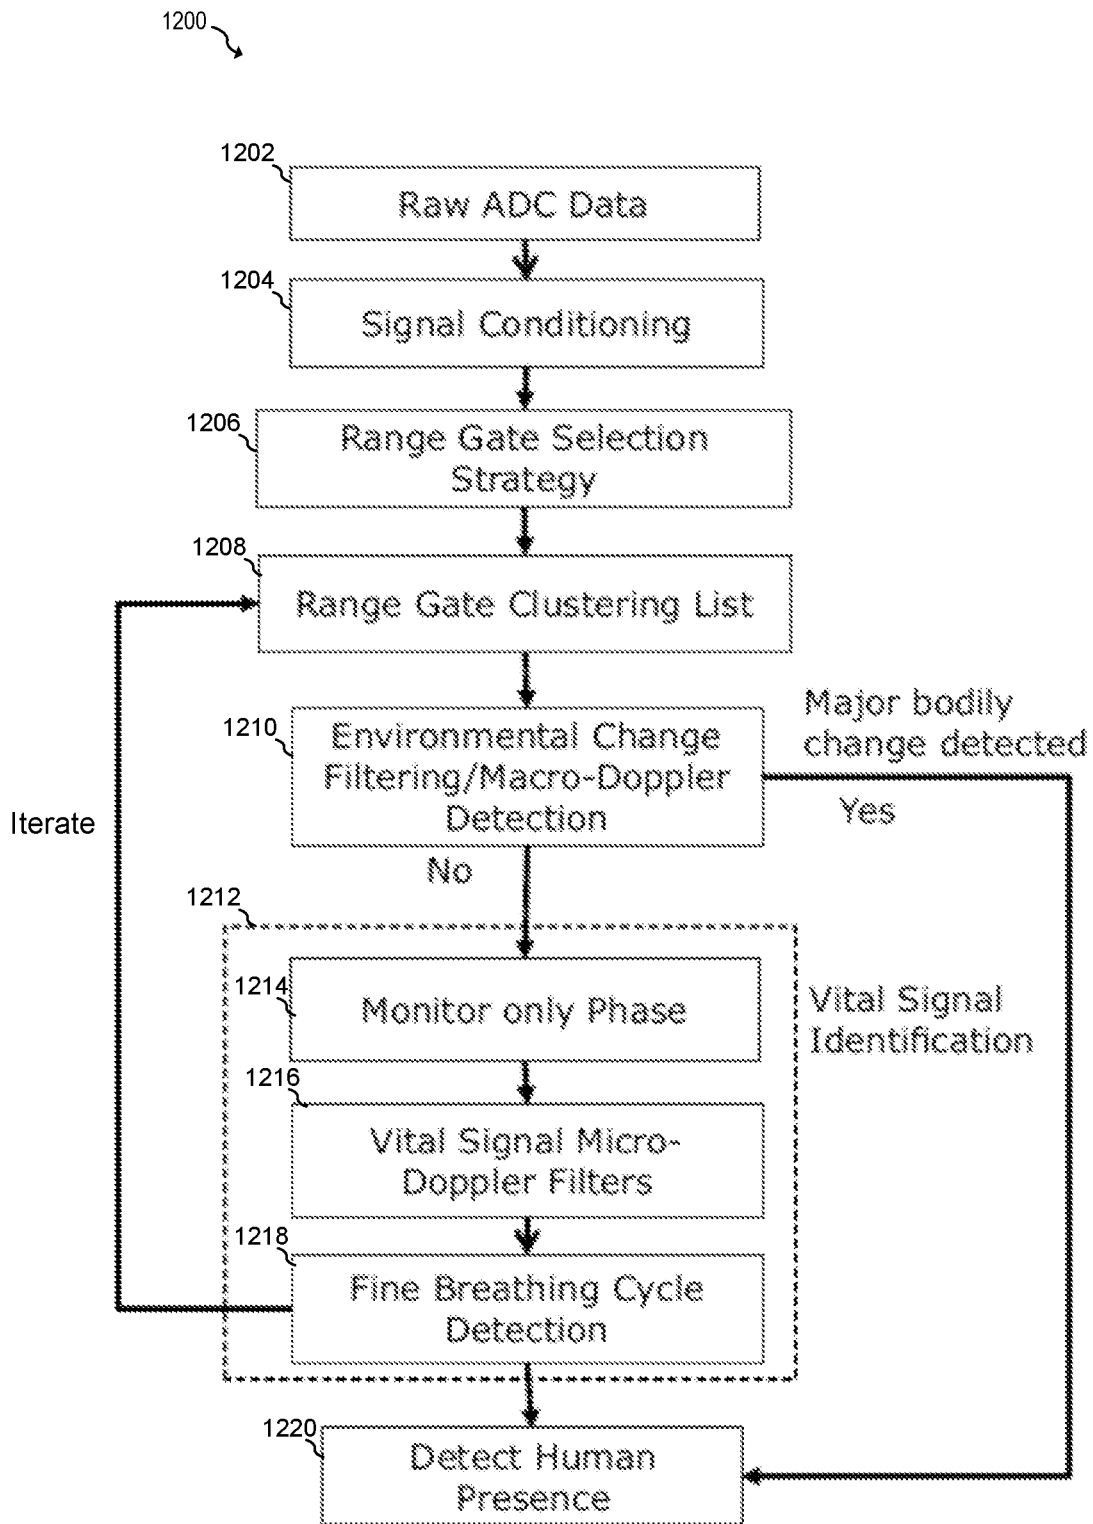 1200
1202
Raw ADC Data
1204
Signal Conditioning
1206
Range Gate Selection
Strategy
1208
Range Gate Clustering List
1210
Environmental Change
Filtering/Macro-Doppler
Detection
Major bodily
change detected
Yes
Iterate
No
1212
1214
Monitor only Phase
Vital Signal
Identification
1216
Vital Signal Micro-
Doppler Filters
1218
Fine Breathing Cycle
Detection
1220
Detect Human
Presence